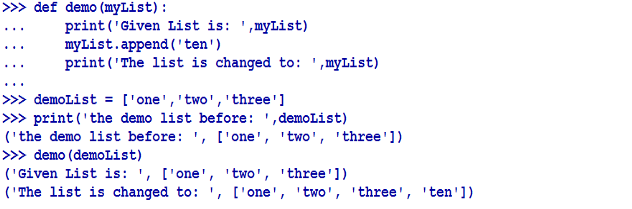 >>> def demo(myList):
...     print('Given List is: ',myList)
...     myList.append('ten')
...     print('The list is changed to: ',myList)
...
>>> demoList = ['one','two','three']
>>> print('the demo list before: ',demoList)
('the demo list before: ', ['one', 'two', 'three'])
>>> demo(demoList)
('Given List is: ', ['one', 'two', 'three'])
('The list is changed to: ', ['one', 'two', 'three', 'ten'])